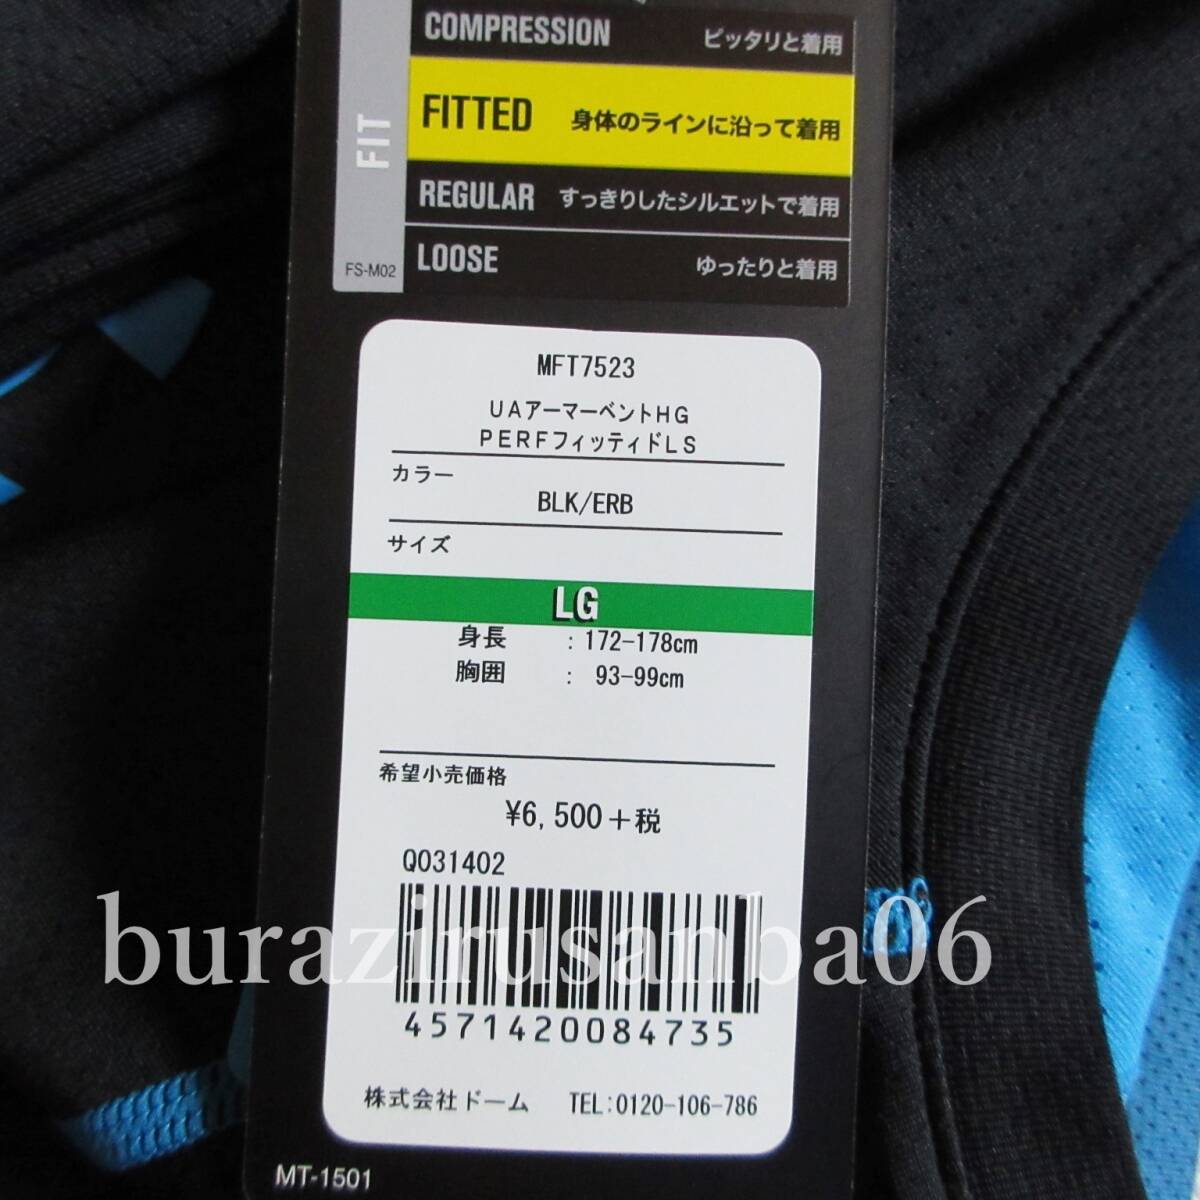 COMPRESSION ピッタリと着用
FITTED 身体のラインに沿って着用
REGULAR すっきりしたシルエットで着用
LOOSE ゆったりと着用
FIT
FS-M02
MFT7523
UAアーマーベントHG
PERFフィッティドLS
カラー
BLK/ERB
サイズ
LG
身長 : 172-178cm
胸囲 : 93-99cm
希望小売価格
¥6,500+税
Q031402
burazirusanba06
4571420084735
株式会社ドーム TEL:0120-106-786
MT-1501